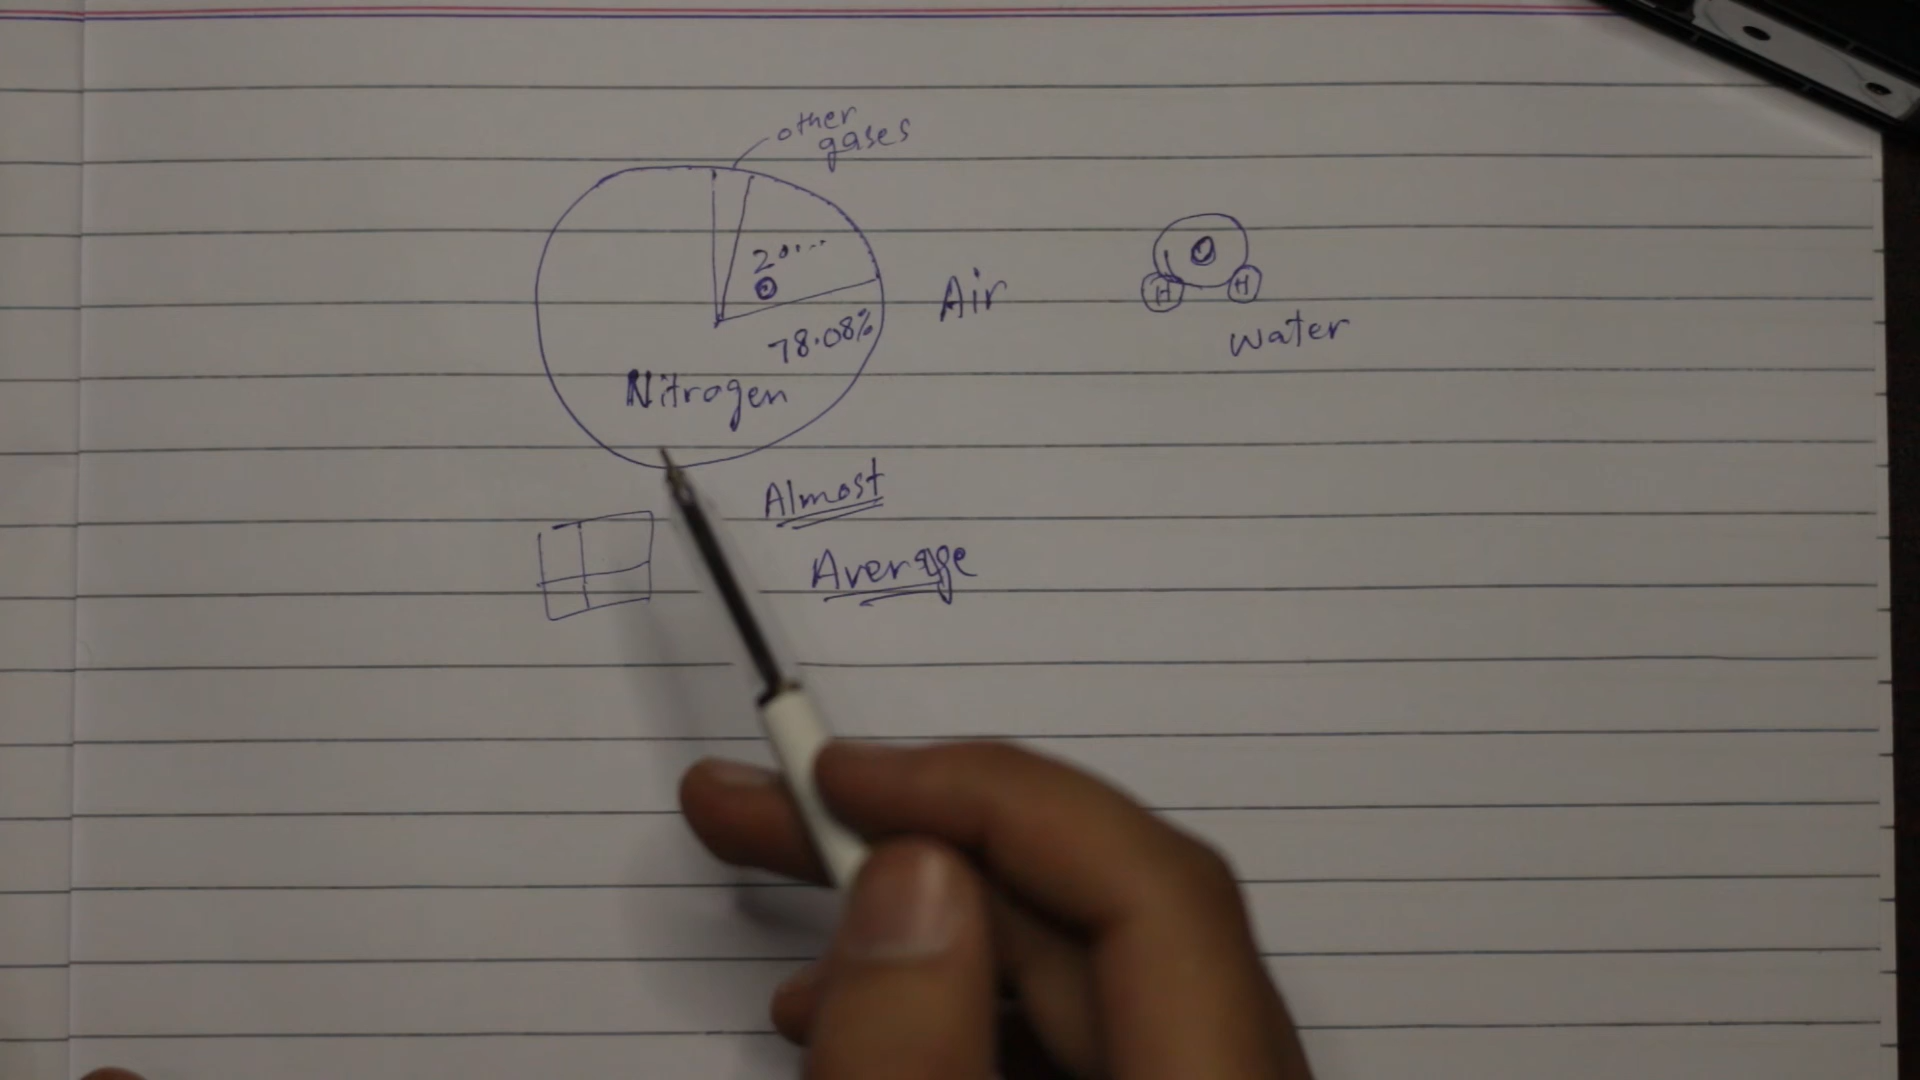 other
gases
20...
O
Air
78.08%
Nitrogen
O
H H
water
Almost
Average